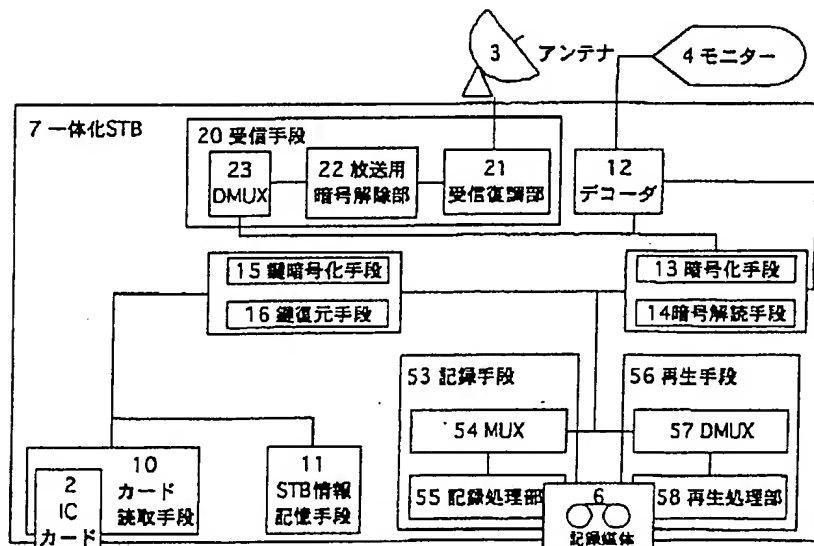 3 アンテナ
4 モニター
7 一体化STB
20 受信手段
23
DMUX
22 放送用
暗号解除部
21
受信復調部
12
デコーダ
15 鍵暗号化手段
16 鍵復元手段
13 暗号化手段
14暗号解読手段
53 記録手段
54 MUX
55 記録処理部
56 再生手段
57 DMUX
58 再生処理部
10
カード
読取手段
2
IC
カード
11
STB情報
記憶手段
6
記録媒体